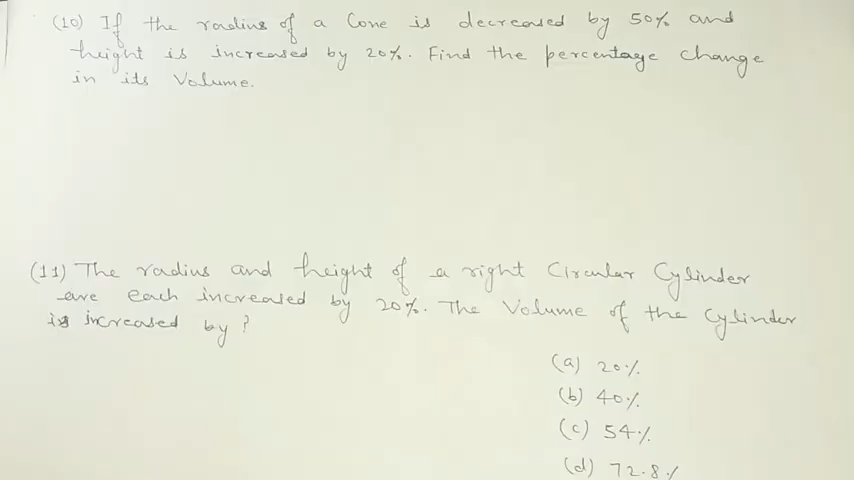 (10) If the radius of a Cone is decreased by 50% and
height is increased by 20%. Find the percentage change
in its Volume.
(11) The radius and height of a right Circular Cylinder
are each increased by 20%. The Volume of the Cylinder
is increased by?
(a) 20%
(b) 40%
(c) 54%
(d) 72.8%